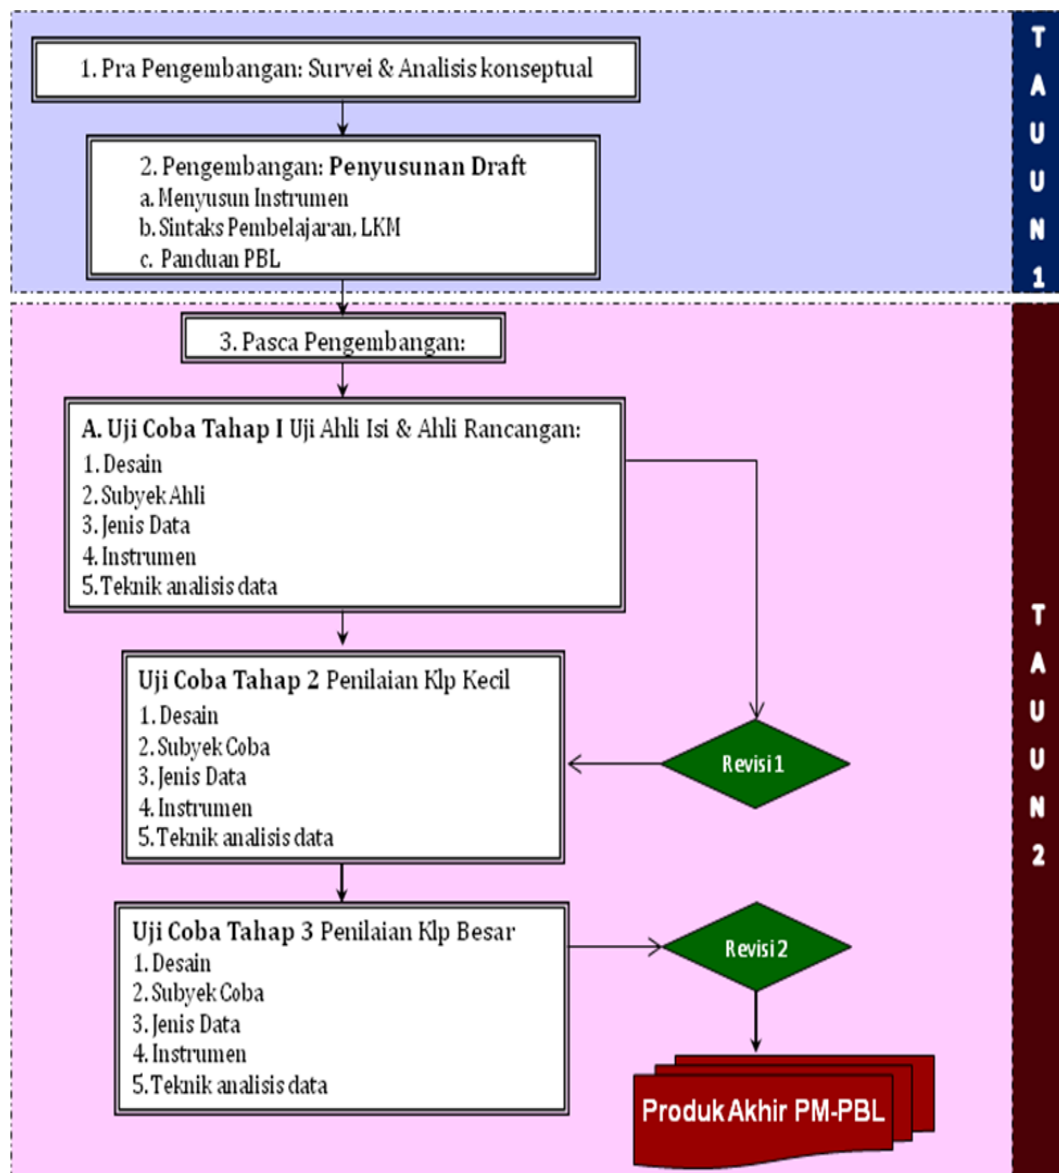 1. Pra Pengembangan: Survei & Analisis konseptual
2. Pengembangan: Penyusunan Draft
a. Menyusun Instrumen
b. Sintaks Pembelajaran, LKM
c. Panduan PBL
TAUUN1
3. Pasca Pengembangan:
A. Uji Coba Tahap I Uji Ahli Isi & Ahli Rancangan:
1. Desain
2. Subyek Ahli
3. Jenis Data
4. Instrumen
5. Teknik analisis data
Uji Coba Tahap 2 Penilaian Klp Kecil
1. Desain
2. Subyek Coba
3. Jenis Data
4. Instrumen
5. Teknik analisis data
Revisi 1
Uji Coba Tahap 3 Penilaian Klp Besar
1. Desain
2. Subyek Coba
3. Jenis Data
4. Instrumen
5. Teknik analisis data
Revisi 2
Produk Akhir PM-PBL
TAUUN2